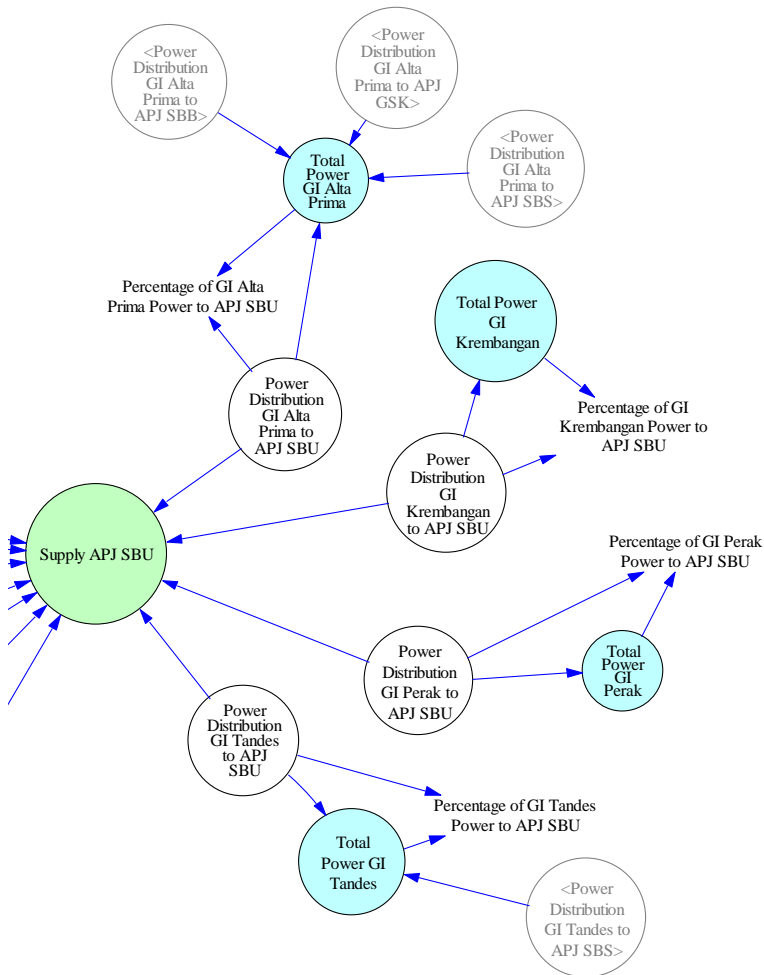 <Power
Distribution
GI Alta
Prima to
APJ SBB>
<Power
Distribution
GI Alta
Prima to APJ
GSK>
<Power
Distribution
GI Alta
Prima to
APJ SBS>
Total
Power
GI Alta
Prima
Percentage of GI Alta
Prima Power to APJ SBU
Total Power
GI
Krembangan
Power
Distribution
GI Alta
Prima to
APJ SBU
Percentage of GI
Krembangan Power to
APJ SBU
Power
Distribution
GI
Krembangan
to APJ SBU
Supply APJ SBU
Percentage of GI Perak
Power to APJ SBU
Power
Distribution
GI Perak to
APJ SBU
Total
Power
GI
Perak
Power
Distribution
GI Tandes
to APJ
SBU
Percentage of GI Tandes
Power to APJ SBU
Total
Power GI
Tandes
<Power
Distribution
GI Tandes to
APJ SBS>